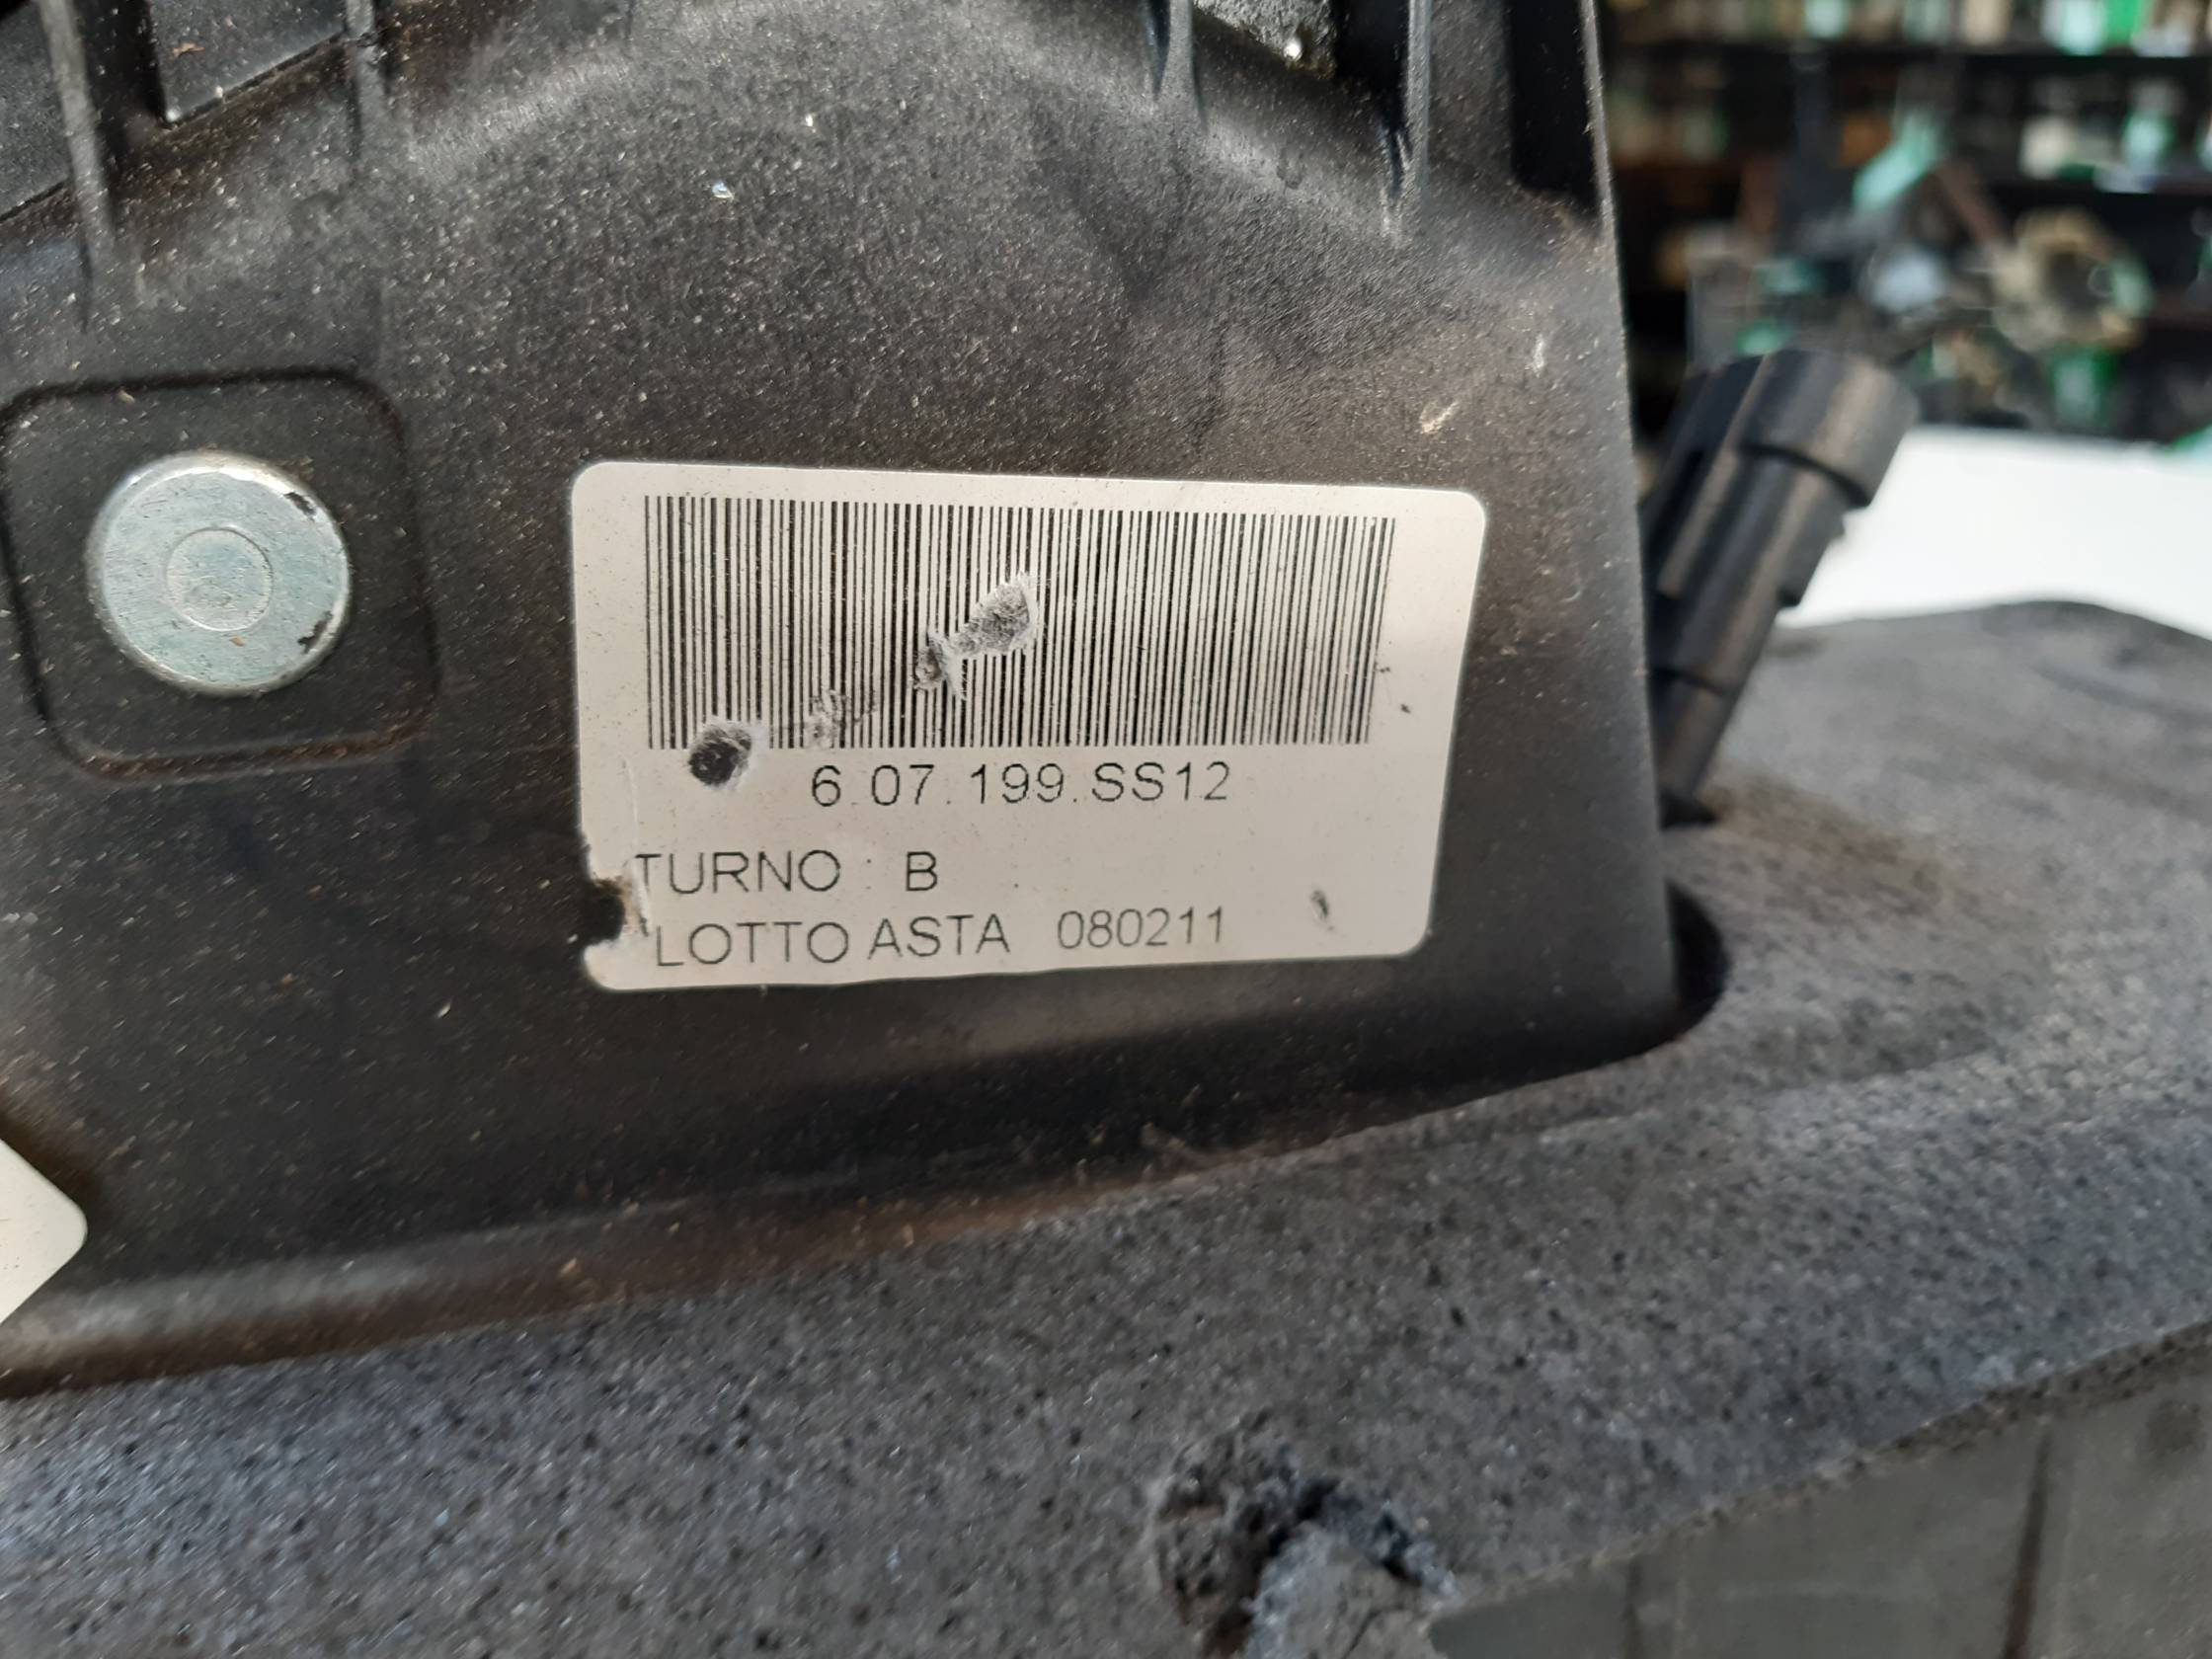 6.07.199.SS12
TURNO : B
LOTTO ASTA 080211